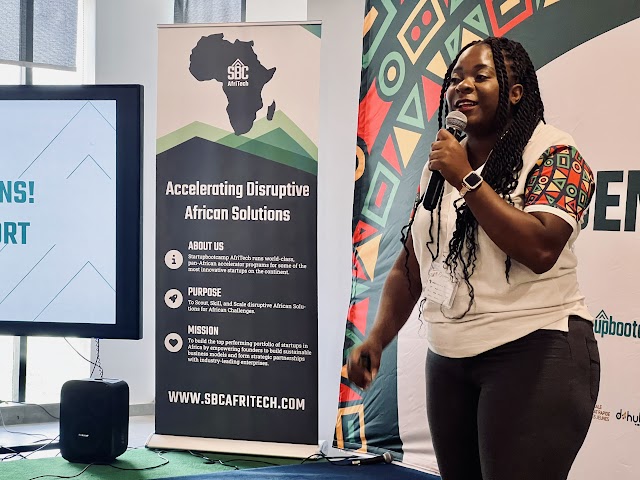 NS!
ORT
SBC
AfriTech
Accelerating Disruptive
African Solutions
ABOUT US
Startupbootcamp AfriTech runs world-class,
pan-African accelerator programs for some of the
most innovative startups on the continent.
PURPOSE
To Scout, Skill, and Scale disruptive African Solu-
tions for African Challenges.
MISSION
To build the top performing portfolio of startups in
Africa by empowering founders to build sustainable
business models and form strategic partnerships
with industry-leading enterprises.
WWW.SBCAFRITECH.COM
EN
upbootc